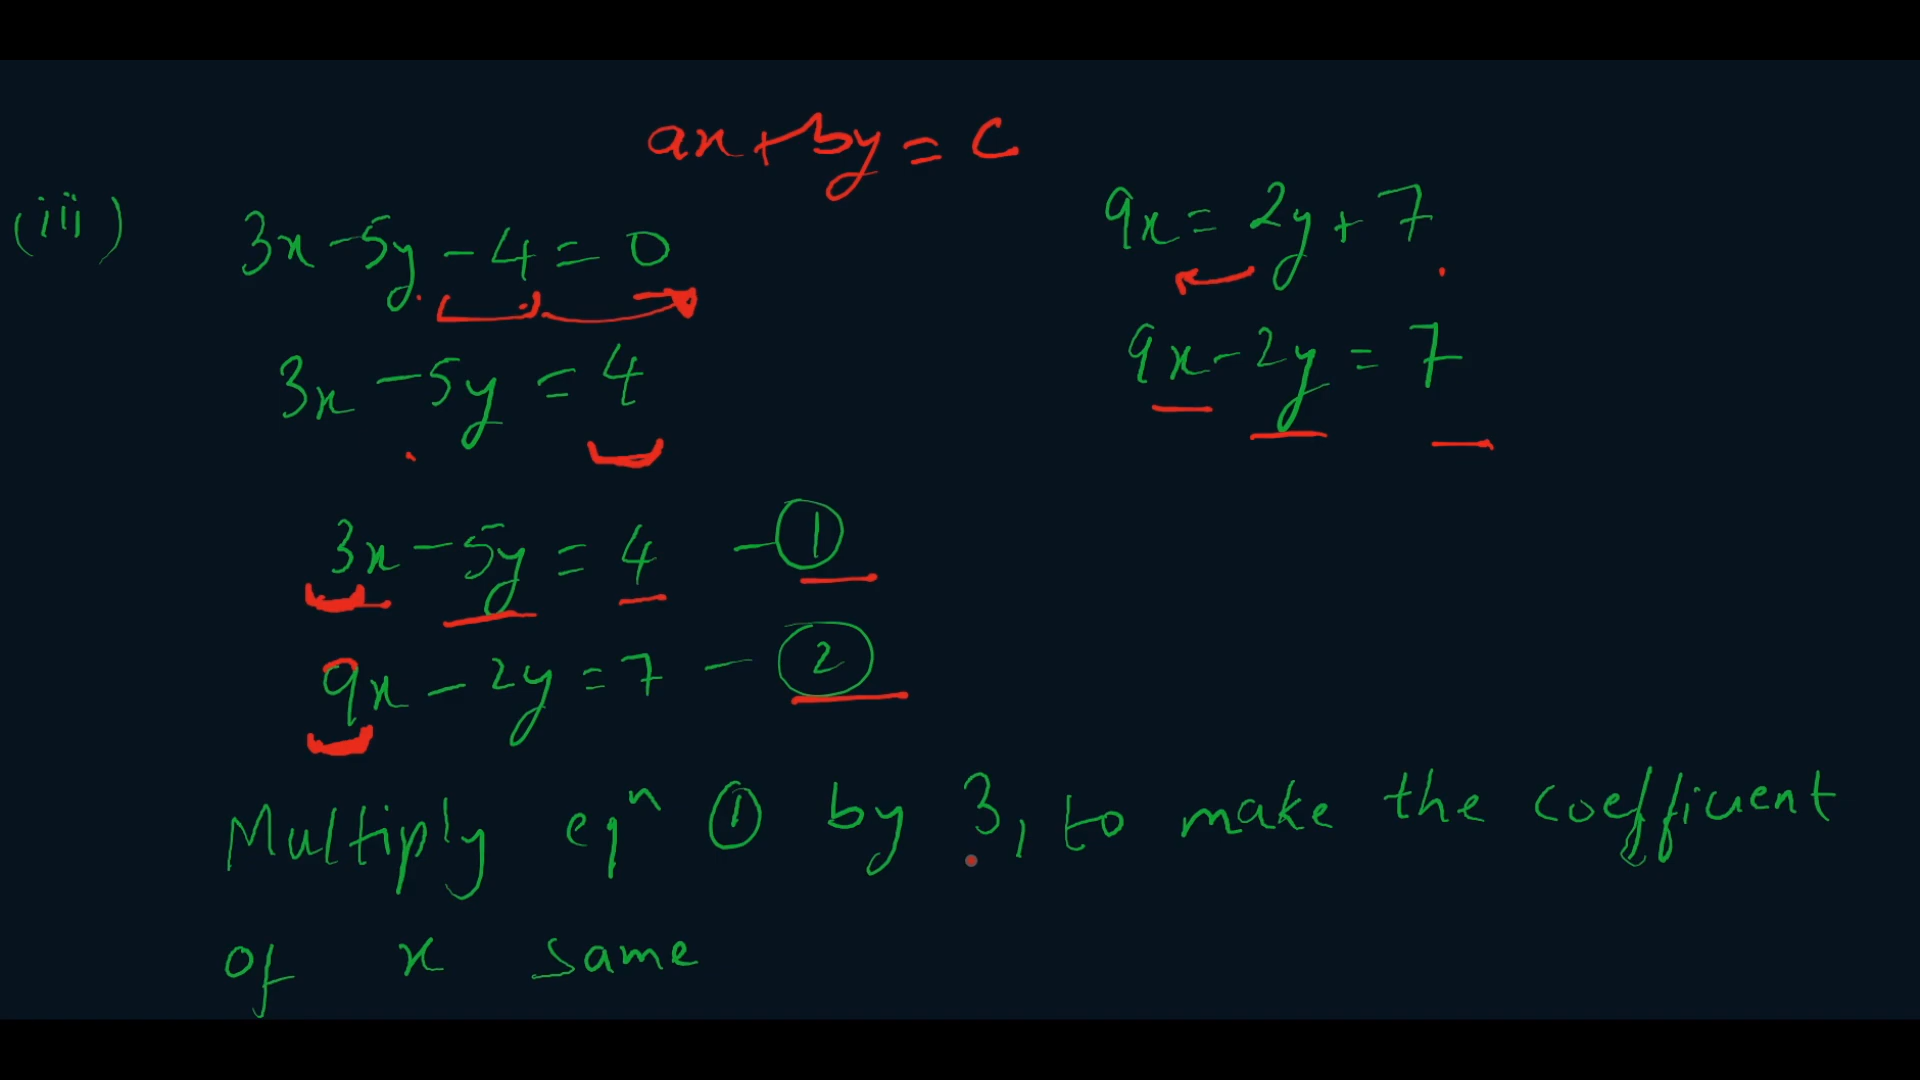 ax+by = c
(iii) 3x-5y-4=0 9x = 2y+7
3x-5y = 4 9x-2y = 7
3x-5y = 4 -①
9x-2y=7 -②
Multiply eqⁿ ① by 3, to make the coefficient
of x same